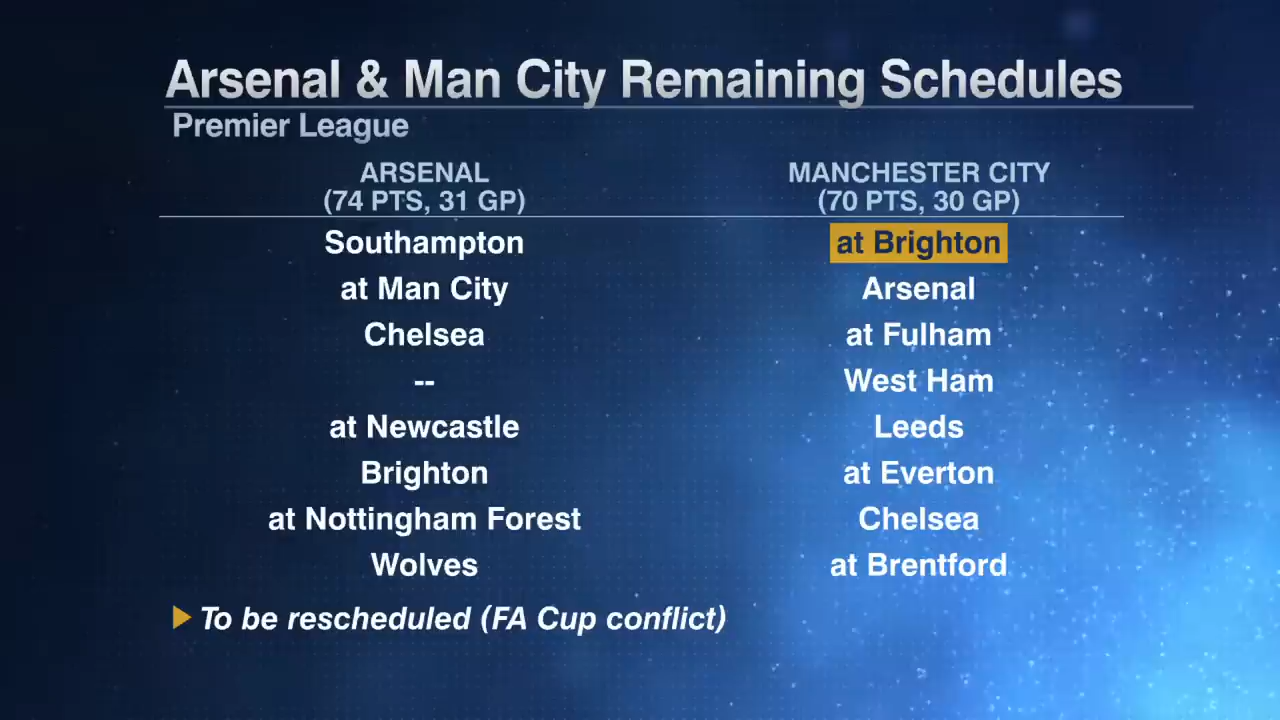 Arsenal & Man City Remaining Schedules
Premier League
ARSENAL MANCHESTER CITY
(74 PTS, 31 GP) (70 PTS, 30 GP)
Southampton at Brighton
at Man City Arsenal
Chelsea at Fulham
-- West Ham
at Newcastle Leeds
Brighton at Everton
at Nottingham Forest Chelsea
Wolves at Brentford
To be rescheduled (FA Cup conflict)